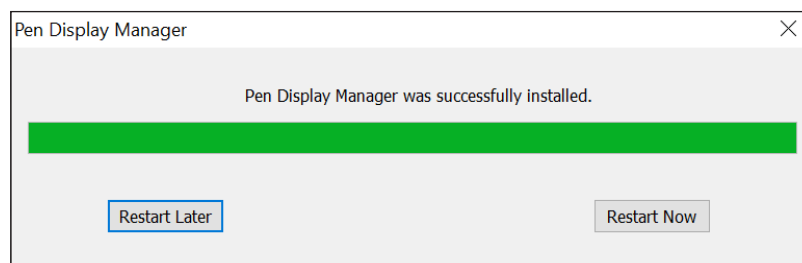 Pen Display Manager
Pen Display Manager was successfully installed.
Restart Later
Restart Now